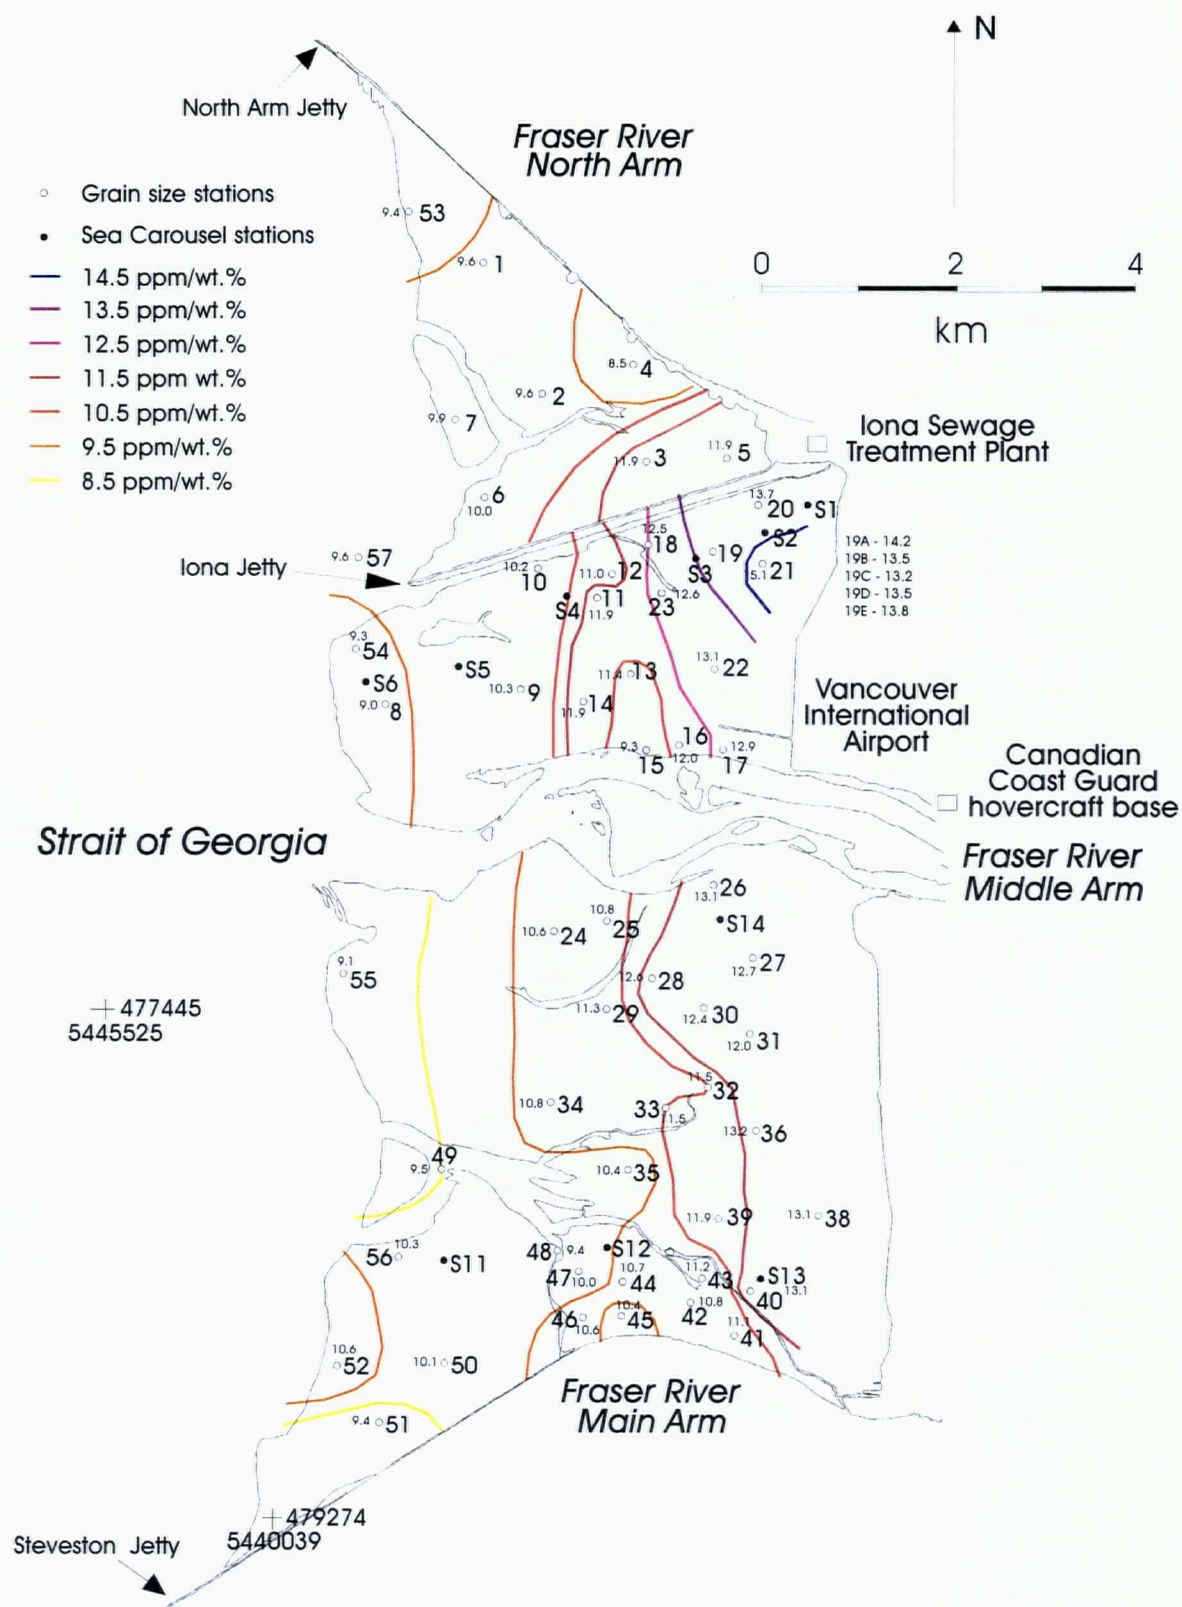 N
North Arm Jetty
Fraser River
North Arm
Grain size stations
Sea Carousel stations
14.5 ppm/wt.%
13.5 ppm/wt.%
12.5 ppm/wt.%
11.5 ppm wt.%
10.5 ppm/wt.%
9.5 ppm/wt.%
8.5 ppm/wt.%
0 2 4
km
9.4 53
9.6 1
8.5 4
9.6 2
9.9 7
Iona Sewage
Treatment Plant
11.9 3
11.9 5
6
10.0
13.7
20 S1
12.5
18
S2
19
19A - 14.2
19B - 13.5
19C - 13.2
19D - 13.5
19E - 13.8
9.6 57
Iona Jetty
10.2
10
11.0 12
S3
5.1 21
S4
11
11.9
23 12.6
9.3
54
S6
9.0 8
S5
10.3 9
11.4 13
13.1
22
14
11.9
Vancouver
International
Airport
9.3
15
16
12.0
12.9
17
Canadian
Coast Guard
hovercraft base
Strait of Georgia
Fraser River
Middle Arm
26
13.1
10.8
25
S14
10.6 24
27
12.7
9.1
55
12.6 28
477445
5445525
11.3 29
30
12.4
31
12.0
11.5
32
10.8 34
33
11.5
13.2 36
49
9.5
10.4 35
11.9 39
13.1 38
10.3
56
S11
48 9.4
S12
47 10.0
10.7
44
11.2
43
S13
40 13.1
46
10.6
10.4
45
42 10.8
11.1
41
10.6
52
10.1 50
9.4 51
Fraser River
Main Arm
479274
5440039
Steveston Jetty